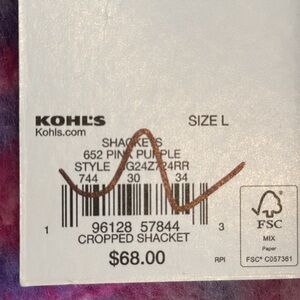 KOHL'S
Kohls.com
SIZE L
SHACKETS
652 PINK PURPLE
STYLE G24Z724RR
744 30 34
1 96128 57844 3
CROPPED SHACKET
$68.00
RPI
FSC
MIX
Paper
FSC® C057361